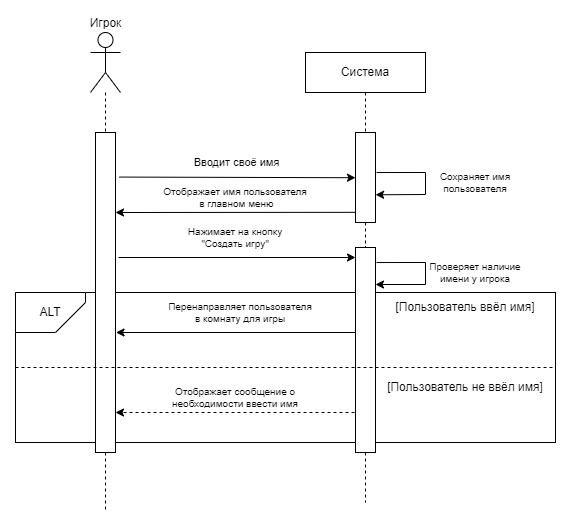 Игрок
Система
Вводит своё имя
Сохраняет имя
пользователя
Отображает имя пользователя
в главном меню
Нажимает на кнопку
"Создать игру"
Проверяет наличие
имени у игрока
ALT
Перенаправляет пользователя
в комнату для игры
[Пользователь ввёл имя]
Отображает сообщение о
необходимости ввести имя
[Пользователь не ввёл имя]